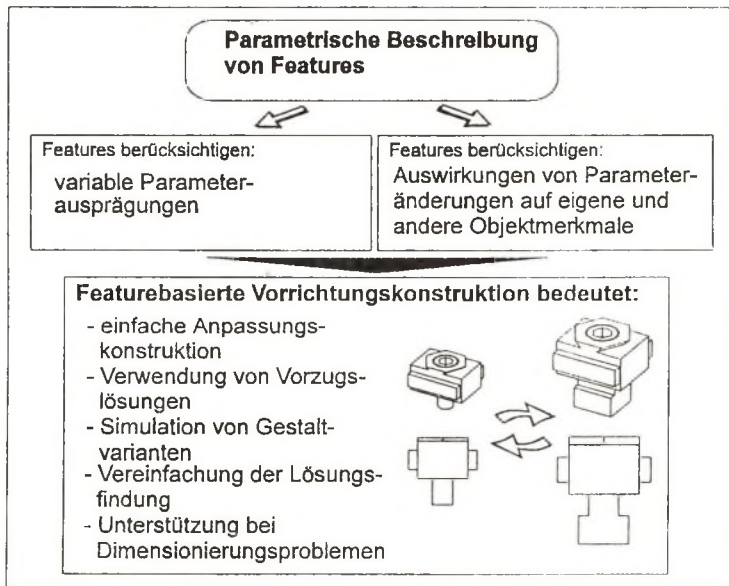 Parametrische Beschreibung
von Features
Features berücksichtigen:
variable Parameter-
ausprägungen
Features berücksichtigen:
Auswirkungen von Parameter-
änderungen auf eigene und
andere Objektmerkmale
Featurebasierte Vorrichtungskonstruktion bedeutet:
- einfache Anpassungs-
konstruktion
- Verwendung von Vorzugs-
lösungen
- Simulation von Gestalt-
varianten
- Vereinfachung der Lösungs-
findung
- Unterstützung bei
Dimensionierungsproblemen